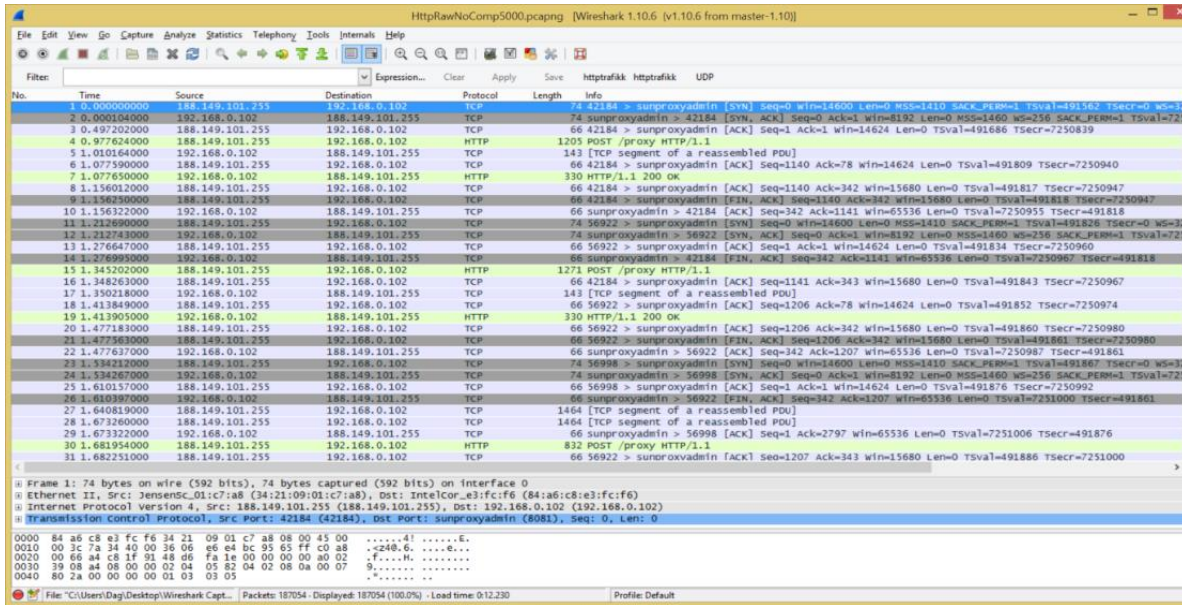 HttpRawNoComp5000.pcapng [Wireshark 1.10.6 (v1.10.6 from master-1.10)]
File Edit View Go Capture Analyze Statistics Telephony Tools Internals Help
Filter: Expression... Clear Apply Save httptrafikk httptrafikk UDP
No. Time Source Destination Protocol Length Info
1 0.000000000 188.149.101.255 192.168.0.102 TCP 74 42184 > sunproxyadmin [SYN] Seq=0 Win=14600 Len=0 MSS=1410 SACK_PERM=1 TSval=491562 TSecr=0 WS=3
2 0.000104000 192.168.0.102 188.149.101.255 TCP 74 sunproxyadmin > 42184 [SYN, ACK] Seq=0 Ack=1 Win=8192 Len=0 MSS=1460 WS=256 SACK_PERM=1 TSval=72
3 0.497202000 188.149.101.255 192.168.0.102 TCP 66 42184 > sunproxyadmin [ACK] Seq=1 Ack=1 Win=14624 Len=0 TSval=491686 TSecr=7250839
4 0.977624000 188.149.101.255 192.168.0.102 HTTP 1205 POST /proxy HTTP/1.1
5 1.010164000 192.168.0.102 188.149.101.255 TCP 143 [TCP segment of a reassembled PDU]
6 1.077590000 188.149.101.255 192.168.0.102 TCP 66 42184 > sunproxyadmin [ACK] Seq=1140 Ack=78 Win=14624 Len=0 TSval=491809 TSecr=7250940
7 1.077650000 192.168.0.102 188.149.101.255 HTTP 330 HTTP/1.1 200 OK
8 1.156012000 188.149.101.255 192.168.0.102 TCP 66 42184 > sunproxyadmin [ACK] Seq=1140 Ack=342 Win=15680 Len=0 TSval=491817 TSecr=7250947
9 1.156250000 188.149.101.255 192.168.0.102 TCP 66 42184 > sunproxyadmin [FIN, ACK] Seq=1140 Ack=342 Win=15680 Len=0 TSval=491818 TSecr=7250947
10 1.156322000 192.168.0.102 188.149.101.255 TCP 66 sunproxyadmin > 42184 [ACK] Seq=342 Ack=1141 Win=65536 Len=0 TSval=7250955 TSecr=491818
11 1.212690000 188.149.101.255 192.168.0.102 TCP 74 56922 > sunproxyadmin [SYN] Seq=0 Win=14600 Len=0 MSS=1410 SACK_PERM=1 TSval=491826 TSecr=0 WS=3
12 1.212743000 192.168.0.102 188.149.101.255 TCP 74 sunproxyadmin > 56922 [SYN, ACK] Seq=0 Ack=1 Win=8192 Len=0 MSS=1460 WS=256 SACK_PERM=1 TSval=72
13 1.276647000 188.149.101.255 192.168.0.102 TCP 66 56922 > sunproxyadmin [ACK] Seq=1 Ack=1 Win=14624 Len=0 TSval=491834 TSecr=7250960
14 1.276995000 192.168.0.102 188.149.101.255 TCP 66 sunproxyadmin > 42184 [FIN, ACK] Seq=342 Ack=1141 Win=65536 Len=0 TSval=7250967 TSecr=491818
15 1.345202000 188.149.101.255 192.168.0.102 HTTP 1271 POST /proxy HTTP/1.1
16 1.348263000 188.149.101.255 192.168.0.102 TCP 66 42184 > sunproxyadmin [ACK] Seq=1141 Ack=343 Win=15680 Len=0 TSval=491843 TSecr=7250967
17 1.350218000 192.168.0.102 188.149.101.255 TCP 143 [TCP segment of a reassembled PDU]
18 1.413849000 188.149.101.255 192.168.0.102 TCP 66 56922 > sunproxyadmin [ACK] Seq=1206 Ack=78 Win=14624 Len=0 TSval=491852 TSecr=7250974
19 1.413905000 192.168.0.102 188.149.101.255 HTTP 330 HTTP/1.1 200 OK
20 1.477183000 188.149.101.255 192.168.0.102 TCP 66 56922 > sunproxyadmin [ACK] Seq=1206 Ack=342 Win=15680 Len=0 TSval=491860 TSecr=7250980
21 1.477563000 188.149.101.255 192.168.0.102 TCP 66 56922 > sunproxyadmin [FIN, ACK] Seq=1206 Ack=342 Win=15680 Len=0 TSval=491861 TSecr=7250980
22 1.477637000 192.168.0.102 188.149.101.255 TCP 66 sunproxyadmin > 56922 [ACK] Seq=342 Ack=1207 Win=65536 Len=0 TSval=7250987 TSecr=491861
23 1.534212000 188.149.101.255 192.168.0.102 TCP 74 56998 > sunproxyadmin [SYN] Seq=0 Win=14600 Len=0 MSS=1410 SACK_PERM=1 TSval=491867 TSecr=0 WS=3
24 1.534267000 192.168.0.102 188.149.101.255 TCP 74 sunproxyadmin > 56998 [SYN, ACK] Seq=0 Ack=1 Win=8192 Len=0 MSS=1460 WS=256 SACK_PERM=1 TSval=72
25 1.610157000 188.149.101.255 192.168.0.102 TCP 66 56998 > sunproxyadmin [ACK] Seq=1 Ack=1 Win=14624 Len=0 TSval=491876 TSecr=7250992
26 1.610397000 192.168.0.102 188.149.101.255 TCP 66 sunproxyadmin > 56922 [FIN, ACK] Seq=342 Ack=1207 Win=65536 Len=0 TSval=7251000 TSecr=491861
27 1.640819000 188.149.101.255 192.168.0.102 TCP 1464 [TCP segment of a reassembled PDU]
28 1.673260000 188.149.101.255 192.168.0.102 TCP 1464 [TCP segment of a reassembled PDU]
29 1.673322000 192.168.0.102 188.149.101.255 TCP 66 sunproxyadmin > 56998 [ACK] Seq=1 Ack=2797 Win=65536 Len=0 TSval=7251006 TSecr=491876
30 1.681954000 188.149.101.255 192.168.0.102 HTTP 832 POST /proxy HTTP/1.1
31 1.682251000 188.149.101.255 192.168.0.102 TCP 66 56922 > sunproxyadmin [ACK] Seq=1207 Ack=343 Win=15680 Len=0 TSval=491886 TSecr=7251000
Frame 1: 74 bytes on wire (592 bits), 74 bytes captured (592 bits) on interface 0
Ethernet II, Src: JensenSc_01:c7:a8 (34:21:09:01:c7:a8), Dst: IntelCor_e3:fc:f6 (84:a6:c8:e3:fc:f6)
Internet Protocol Version 4, Src: 188.149.101.255 (188.149.101.255), Dst: 192.168.0.102 (192.168.0.102)
Transmission Control Protocol, Src Port: 42184 (42184), Dst Port: sunproxyadmin (8081), Seq: 0, Len: 0
0000 84 a6 c8 e3 fc f6 34 21 09 01 c7 a8 08 00 45 00 ......4! ......E.
0010 00 3c 7a 34 40 00 36 06 e6 e4 bc 95 65 ff c0 a8 .<z4@.6. ....e...
0020 00 66 a4 c8 1f 91 48 d6 fa 1e 00 00 00 00 a0 02 .f....H. ........
0030 39 08 a4 08 00 00 02 04 05 82 04 02 08 0a 00 07 9....... ........
0040 80 2a 00 00 00 00 01 03 03 05 .*...... ..
File: "C:\Users\Dag\Desktop\Wireshark Capt... Packets: 187054 · Displayed: 187054 (100.0%) · Load time: 0:12.230 Profile: Default